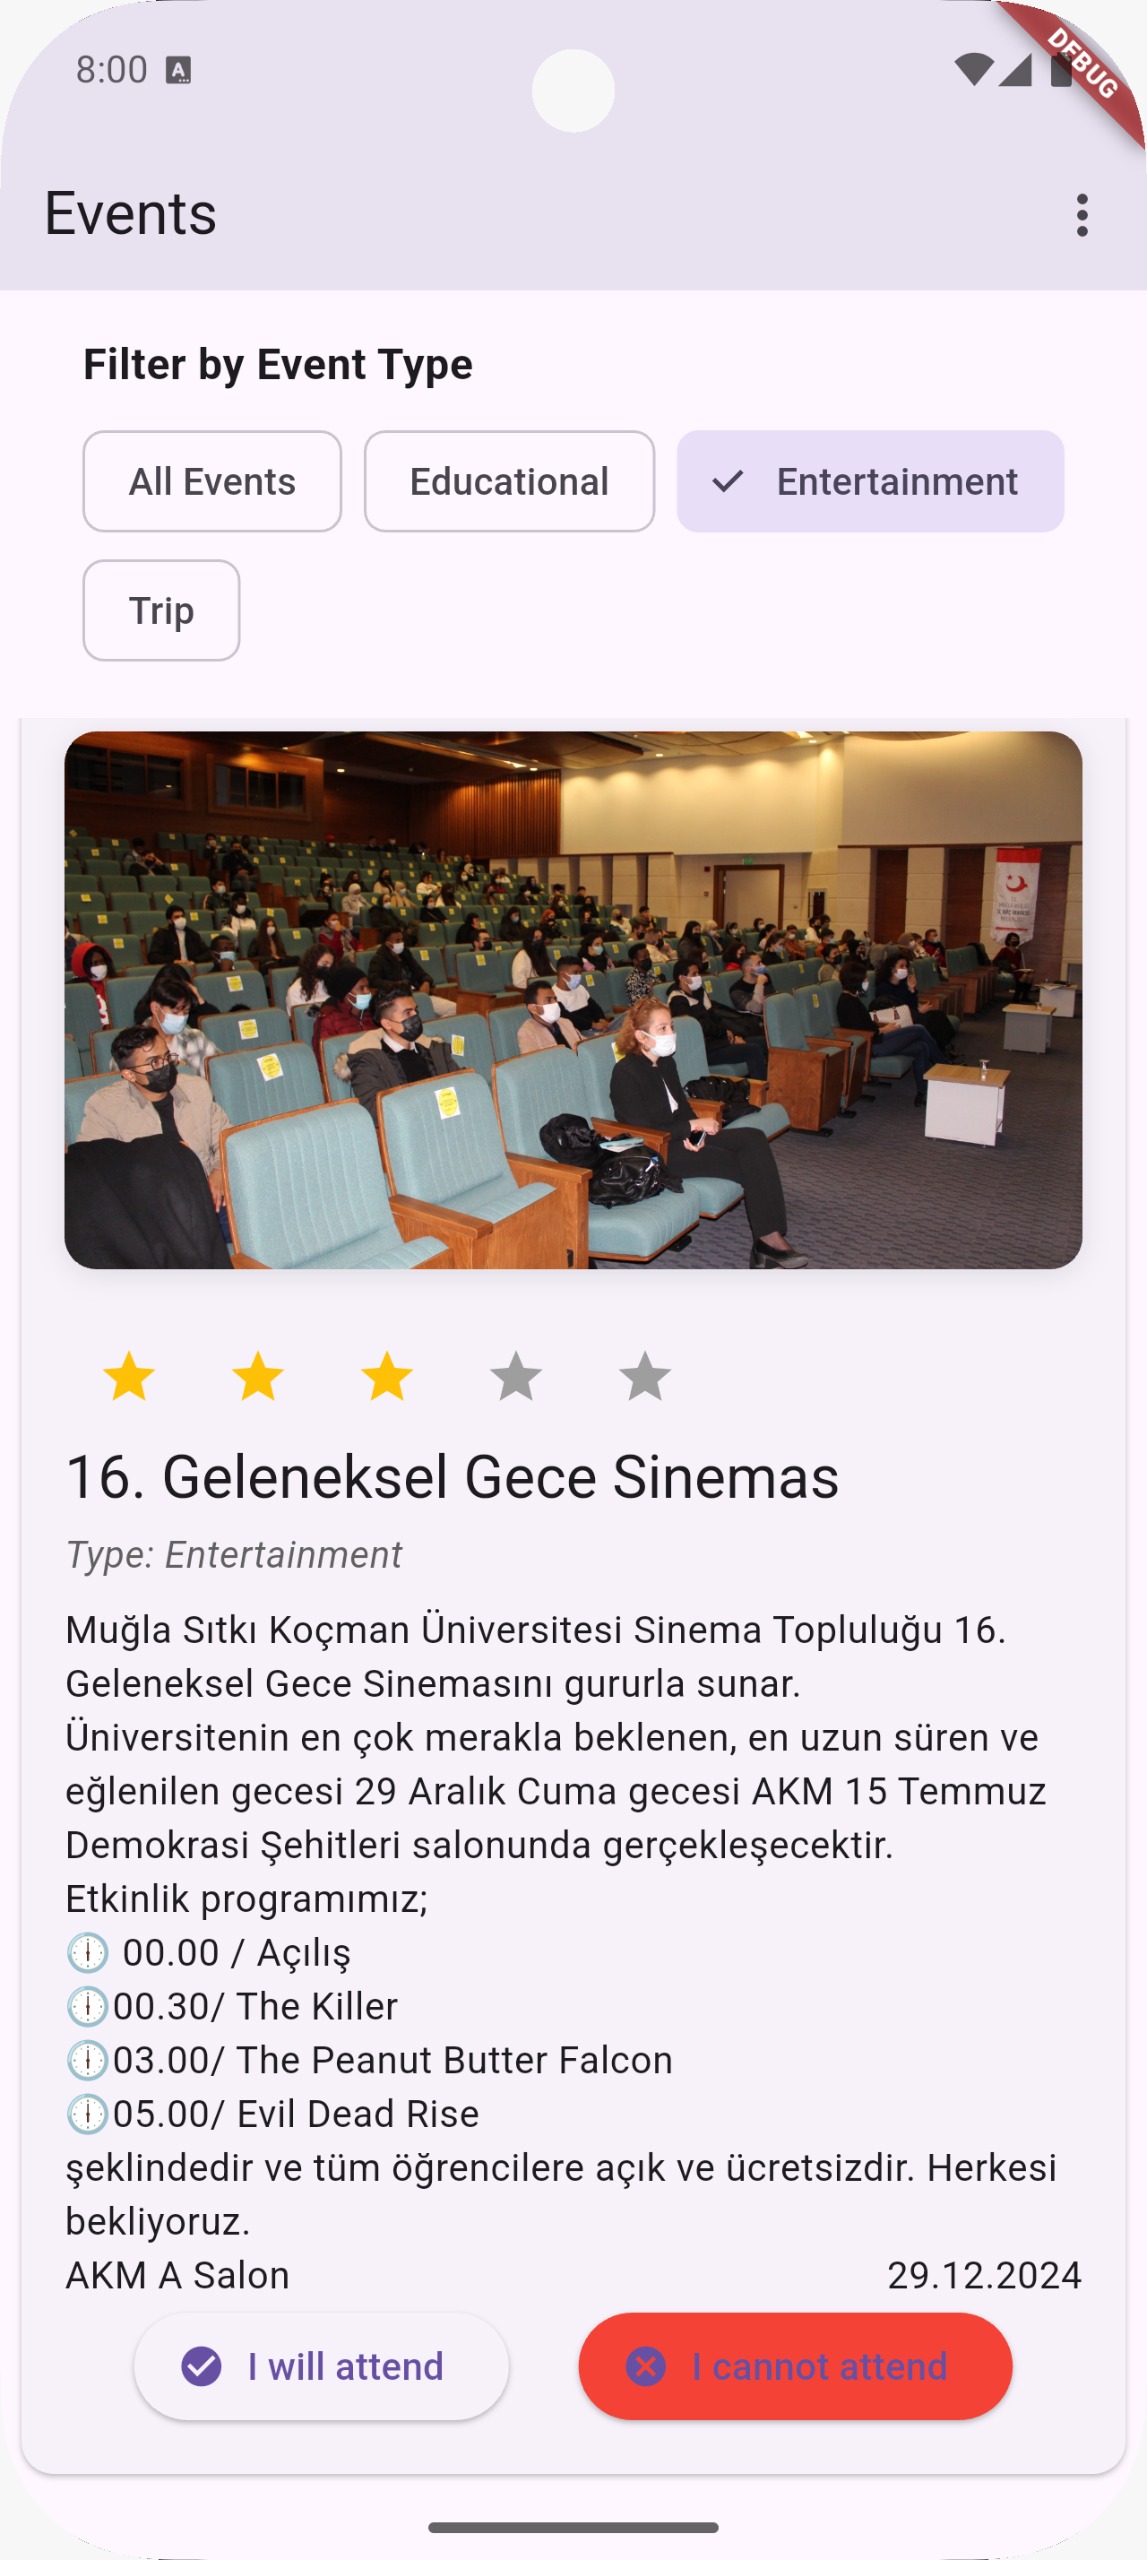 8:00
DEBUG
Events
Filter by Event Type
All Events
Educational
Entertainment
Trip
16. Geleneksel Gece Sinemas
Type: Entertainment
Muğla Sıtkı Koçman Üniversitesi Sinema Topluluğu 16.
Geleneksel Gece Sinemasını gururla sunar.
Üniversitenin en çok merakla beklenen, en uzun süren ve
eğlenilen gecesi 29 Aralık Cuma gecesi AKM 15 Temmuz
Demokrasi Şehitleri salonunda gerçekleşecektir.
Etkinlik programımız;
🕛 00.00 / Açılış
🕛00.30/ The Killer
🕛03.00/ The Peanut Butter Falcon
🕛05.00/ Evil Dead Rise
şeklindedir ve tüm öğrencilere açık ve ücretsizdir. Herkesi
bekliyoruz.
AKM A Salon 29.12.2024
I will attend
I cannot attend